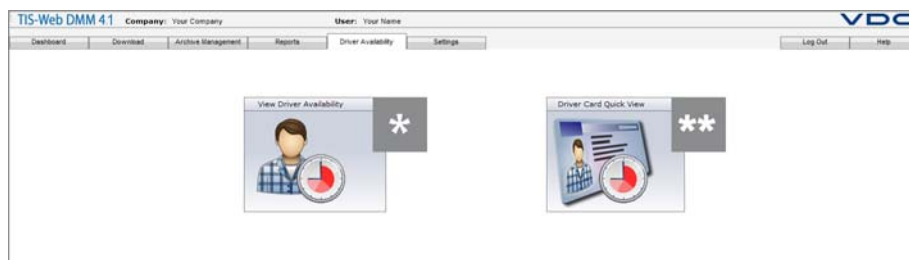 TIS-Web DMM 4.1 Company: Your Company User: Your Name VDO
Dashboard Download Archive Management Reports Driver Availability Settings Log Out Help
View Driver Availability
*
Driver Card Quick View
**